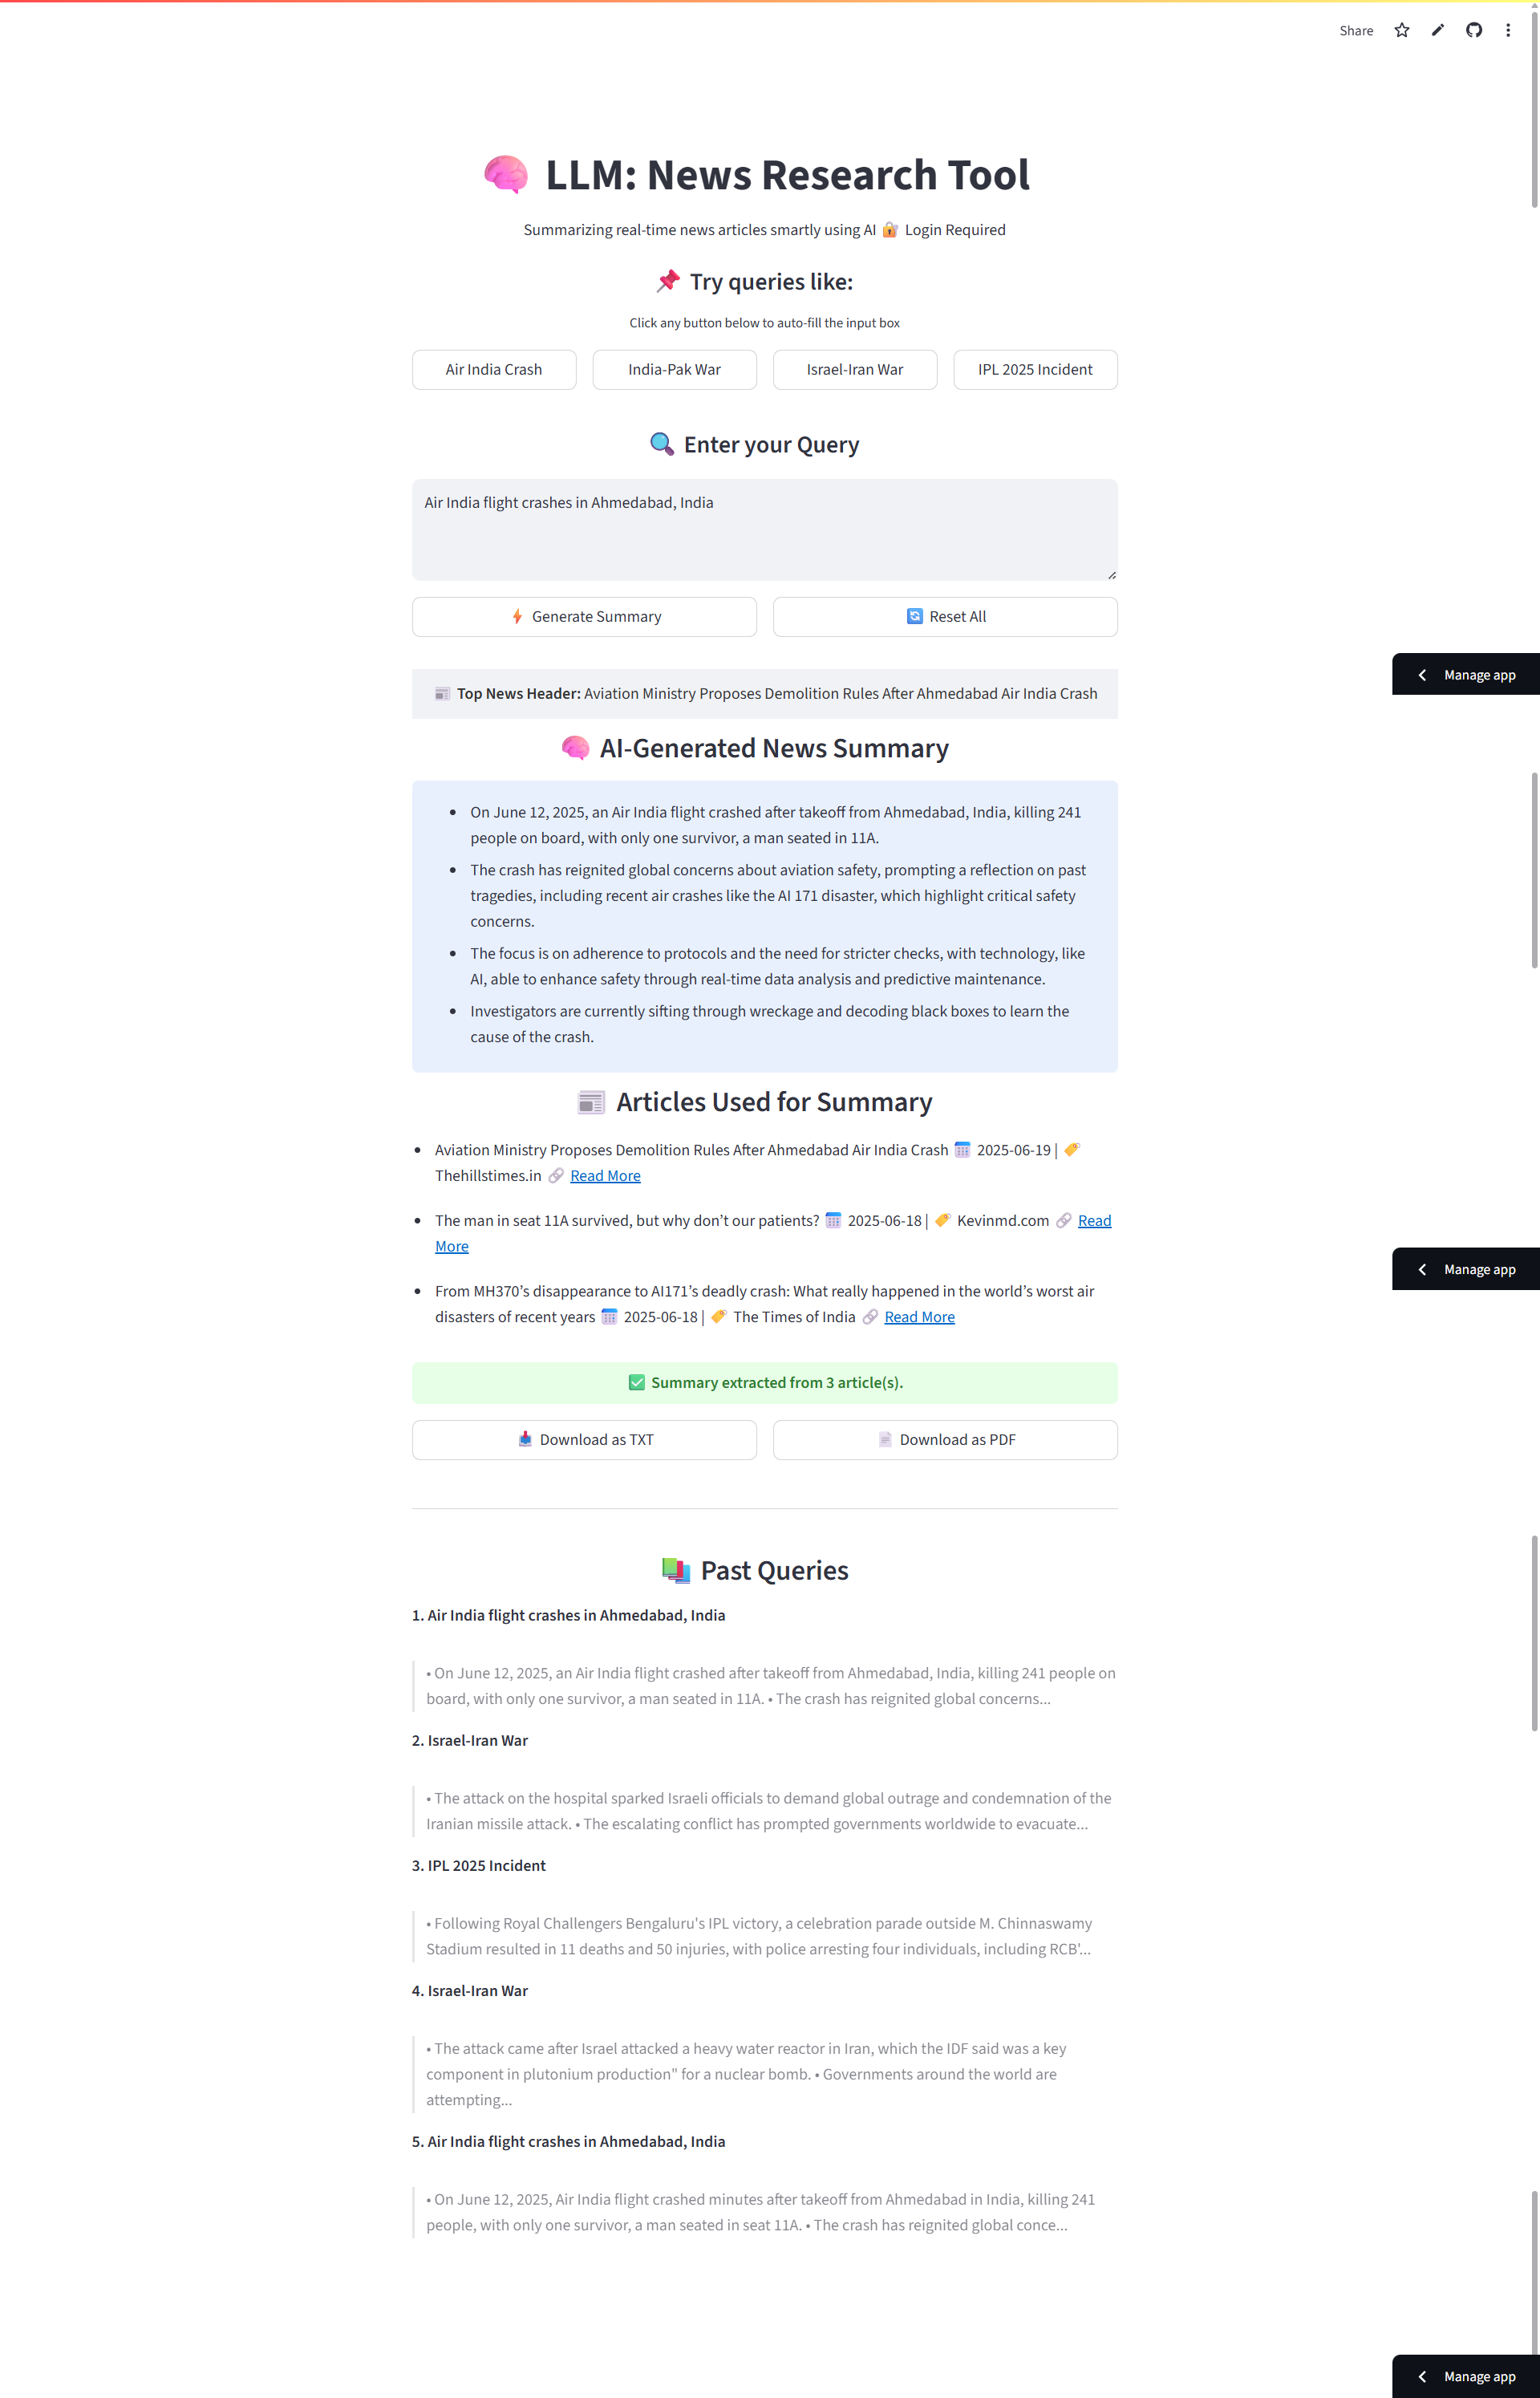 Share
LLM: News Research Tool
Summarizing real-time news articles smartly using AI 🔐 Login Required
Try queries like:
Click any button below to auto-fill the input box
Air India Crash
India-Pak War
Israel-Iran War
IPL 2025 Incident
Enter your Query
Air India flight crashes in Ahmedabad, India
Generate Summary
Reset All
Manage app
Top News Header: Aviation Ministry Proposes Demolition Rules After Ahmedabad Air India Crash
AI-Generated News Summary
• On June 12, 2025, an Air India flight crashed after takeoff from Ahmedabad, India, killing 241
people on board, with only one survivor, a man seated in 11A.
• The crash has reignited global concerns about aviation safety, prompting a reflection on past
tragedies, including recent air crashes like the AI 171 disaster, which highlight critical safety
concerns.
• The focus is on adherence to protocols and the need for stricter checks, with technology, like
AI, able to enhance safety through real-time data analysis and predictive maintenance.
• Investigators are currently sifting through wreckage and decoding black boxes to learn the
cause of the crash.
Articles Used for Summary
• Aviation Ministry Proposes Demolition Rules After Ahmedabad Air India Crash 2025-06-19 |
Thehillstimes.in Read More
• The man in seat 11A survived, but why don’t our patients? 2025-06-18 | Kevinmd.com Read
More
Manage app
• From MH370’s disappearance to AI171’s deadly crash: What really happened in the world’s worst air
disasters of recent years 2025-06-18 | The Times of India Read More
Summary extracted from 3 article(s).
Download as TXT
Download as PDF
Past Queries
1. Air India flight crashes in Ahmedabad, India
• On June 12, 2025, an Air India flight crashed after takeoff from Ahmedabad, India, killing 241 people on
board, with only one survivor, a man seated in 11A. • The crash has reignited global concerns...
2. Israel-Iran War
• The attack on the hospital sparked Israeli officials to demand global outrage and condemnation of the
Iranian missile attack. • The escalating conflict has prompted governments worldwide to evacuate...
3. IPL 2025 Incident
• Following Royal Challengers Bengaluru's IPL victory, a celebration parade outside M. Chinnaswamy
Stadium resulted in 11 deaths and 50 injuries, with police arresting four individuals, including RCB'...
4. Israel-Iran War
• The attack came after Israel attacked a heavy water reactor in Iran, which the IDF said was a key
component in plutonium production" for a nuclear bomb. • Governments around the world are
attempting...
5. Air India flight crashes in Ahmedabad, India
• On June 12, 2025, Air India flight crashed minutes after takeoff from Ahmedabad in India, killing 241
people, with only one survivor, a man seated in seat 11A. • The crash has reignited global conce...
Manage app